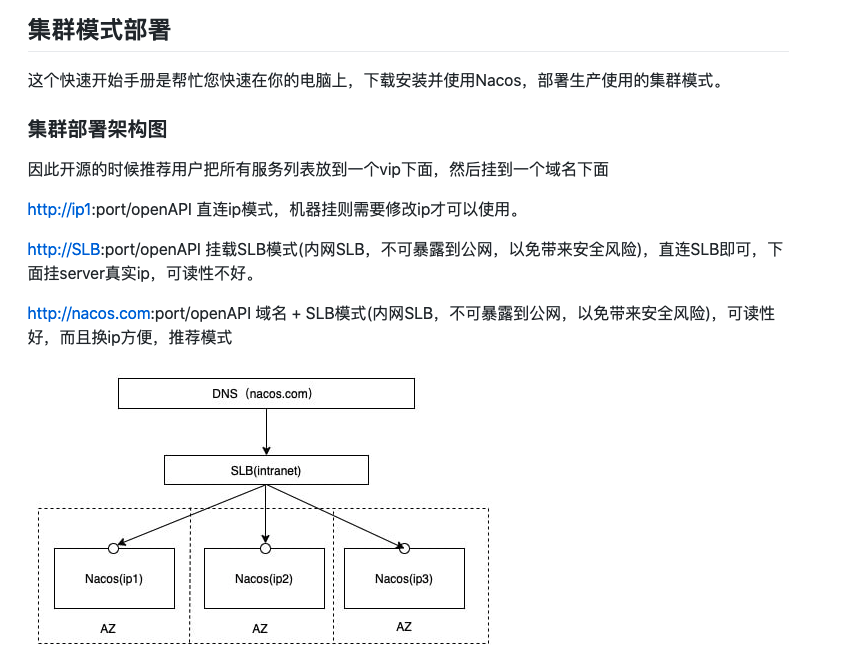 集群模式部署
这个快速开始手册是帮忙您快速在你的电脑上，下载安装并使用Nacos，部署生产使用的集群模式。
集群部署架构图
因此开源的时候推荐用户把所有服务列表放到一个vip下面，然后挂到一个域名下面
http://ip1:port/openAPI 直连ip模式，机器挂则需要修改ip才可以使用。
http://SLB:port/openAPI 挂载SLB模式(内网SLB，不可暴露到公网，以免带来安全风险)，直连SLB即可，下
面挂server真实ip，可读性不好。
http://nacos.com:port/openAPI 域名 + SLB模式(内网SLB，不可暴露到公网，以免带来安全风险)，可读性
好，而且换ip方便，推荐模式
DNS（nacos.com）
SLB(intranet)
Nacos(ip1)
Nacos(ip2)
Nacos(ip3)
AZ
AZ
AZ